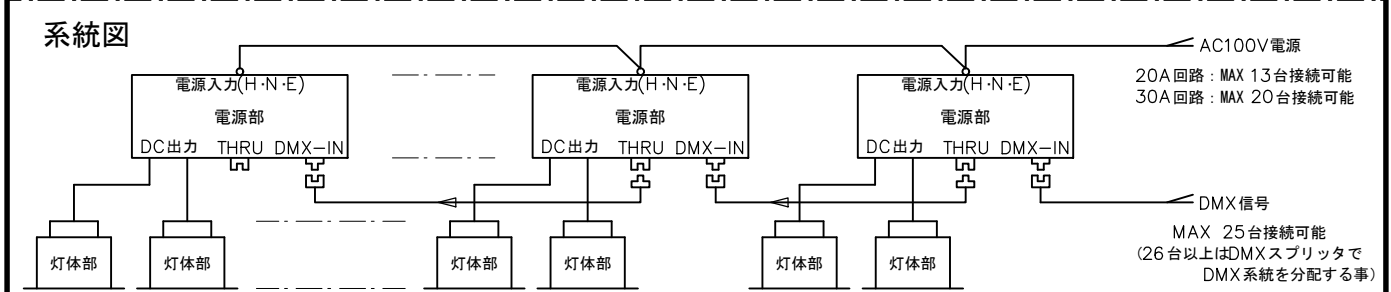 系統図
AC100V電源
20A回路：MAX 13台接続可能
30A回路：MAX 20台接続可能
電源入力(H・N・E)
電源部
DC出力 THRU DMX-IN
電源入力(H・N・E)
電源部
DC出力 THRU DMX-IN
電源入力(H・N・E)
電源部
DC出力 THRU DMX-IN
DMX信号
MAX 25台接続可能
(26台以上はDMXスプリッタで
DMX系統を分配する事)
灯体部
灯体部
灯体部
灯体部
灯体部
灯体部